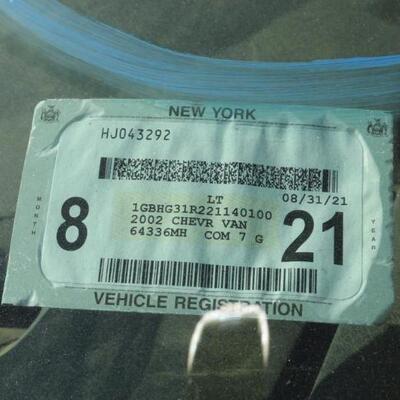 NEW YORK
HJ043292
LT 08/31/21
1GBHG31R221140100
2002 CHEVR VAN
64336MH COM 7 G
MONTH
8
21
YEAR
VEHICLE REGISTRATION